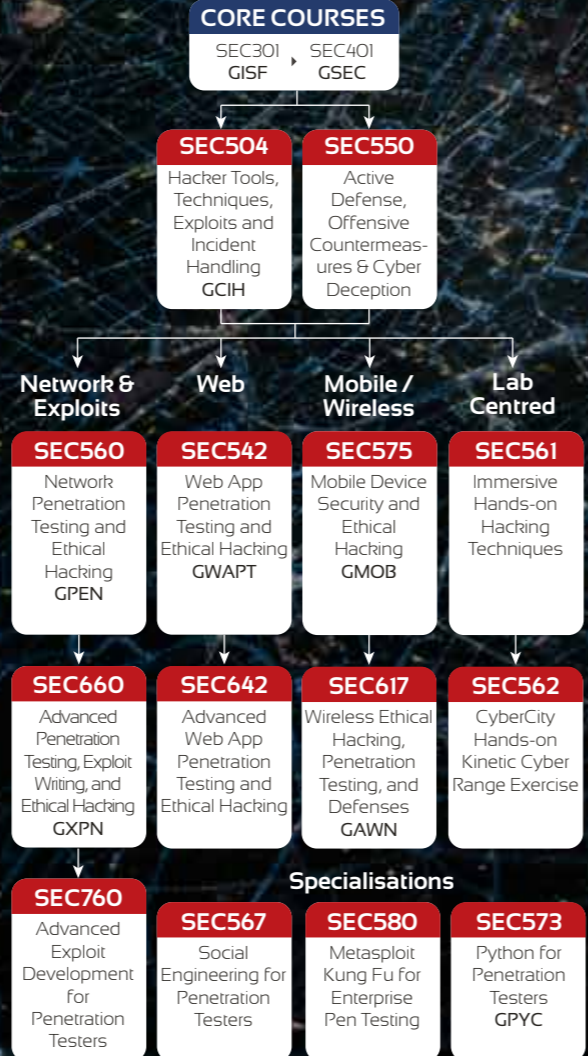 CORE COURSES
SEC301 ▸ SEC401
GISF GSEC
SEC504
Hacker Tools,
Techniques,
Exploits and
Incident
Handling
GCIH
SEC550
Active
Defense,
Offensive
Countermeas-
ures & Cyber
Deception
Network &
Exploits
SEC560
Network
Penetration
Testing and
Ethical
Hacking
GPEN
SEC660
Advanced
Penetration
Testing, Exploit
Writing, and
Ethical Hacking
GXPN
SEC760
Advanced
Exploit
Development
for
Penetration
Testers
Web
SEC542
Web App
Penetration
Testing and
Ethical Hacking
GWAPT
SEC642
Advanced
Web App
Penetration
Testing and
Ethical Hacking
Mobile /
Wireless
SEC575
Mobile Device
Security and
Ethical
Hacking
GMOB
SEC617
Wireless Ethical
Hacking,
Penetration
Testing, and
Defenses
GAWN
Lab
Centred
SEC561
Immersive
Hands-on
Hacking
Techniques
SEC562
CyberCity
Hands-on
Kinetic Cyber
Range Exercise
Specialisations
SEC567
Social
Engineering for
Penetration
Testers
SEC580
Metasploit
Kung Fu for
Enterprise
Pen Testing
SEC573
Python for
Penetration
Testers
GPYC